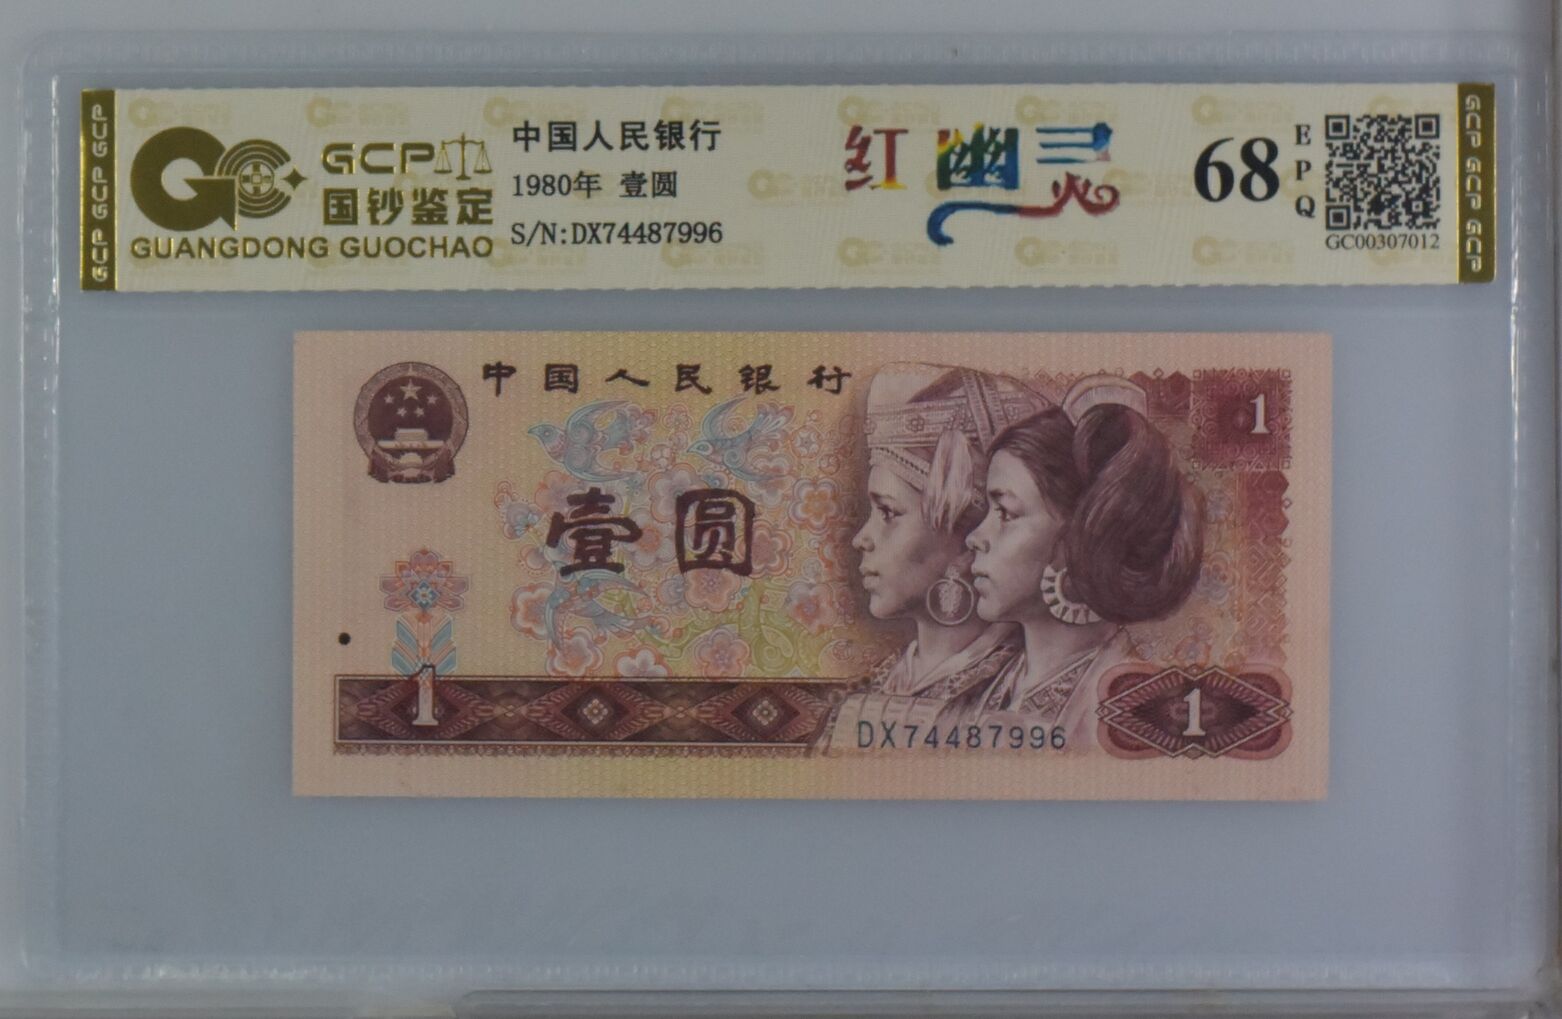 GCP GCP GCP
GCP
国钞鉴定
GUANGDONG GUOCHAO
中国人民银行
1980年 壹圆
S/N:DX74487996
红幽灵
68
EPQ
GC00307012
GCP GCP GCP
中国人民银行
1
壹圆
1
DX74487996
1